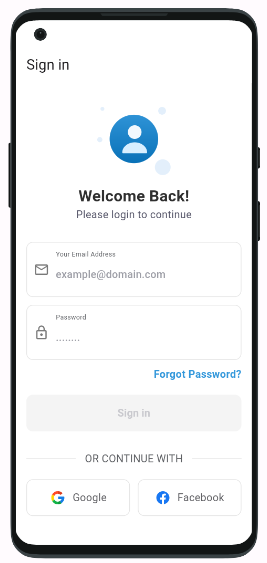 Sign in
Welcome Back!
Please login to continue
Your Email Address
example@domain.com
Password
........
Forgot Password?
Sign in
OR CONTINUE WITH
Google
Facebook